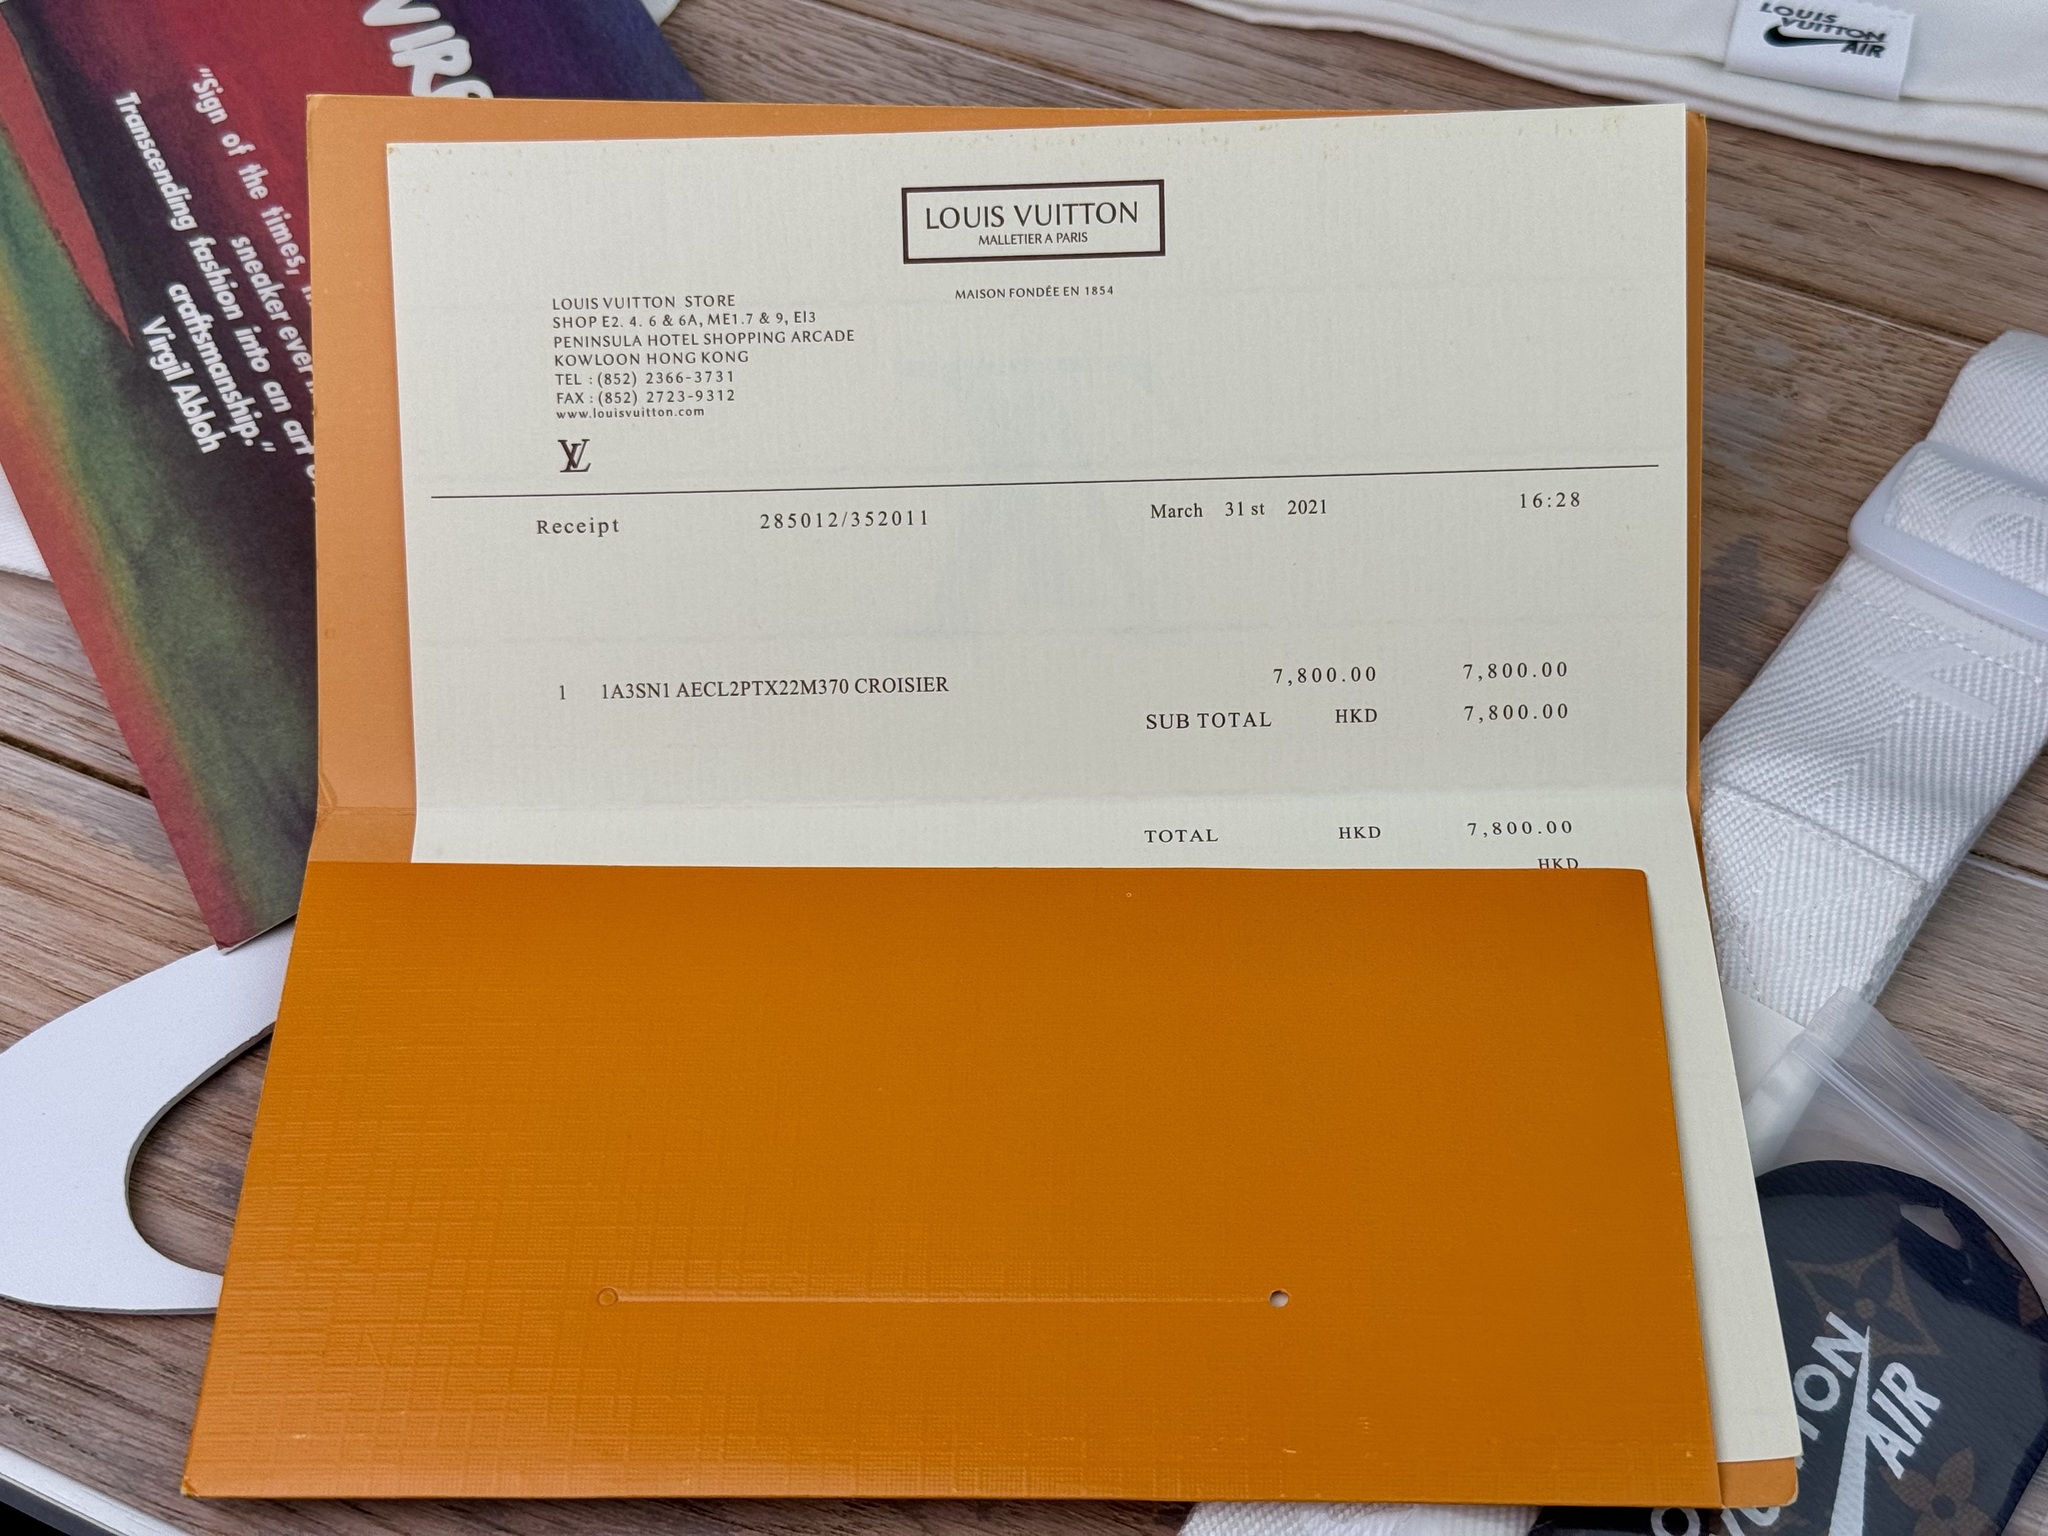 "Sign of the times,
sneaker ever
Transcending fashion into an art
craftsmanship."
Virgil Abloh
LOUIS
VUITTON
AIR
LOUIS VUITTON
MALLETIER A PARIS
MAISON FONDÉE EN 1854
LOUIS VUITTON STORE
SHOP E2. 4. 6 & 6A, ME1.7 & 9, El3
PENINSULA HOTEL SHOPPING ARCADE
KOWLOON HONG KONG
TEL : (852) 2366-3731
FAX : (852) 2723-9312
www.louisvuitton.com
LV
Receipt 285012/352011 March 31 st 2021 16:28
1 1A3SN1 AECL2PTX22M370 CROISIER 7,800.00 7,800.00
SUB TOTAL HKD 7,800.00
TOTAL HKD 7,800.00
HKD
AIR